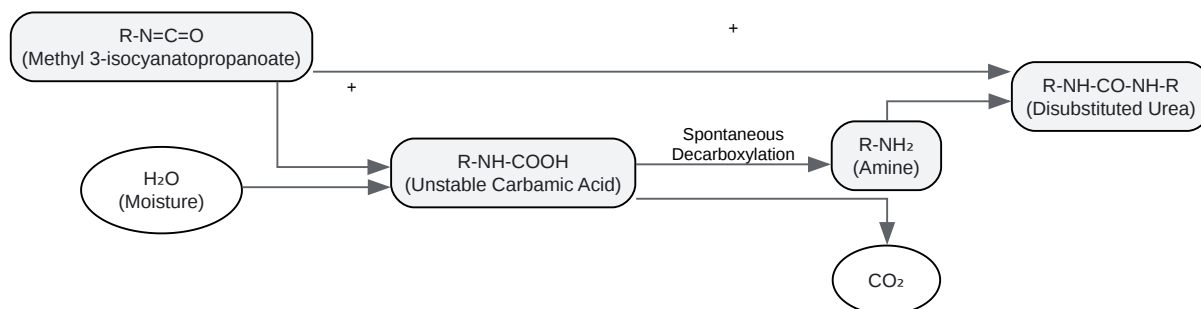 R-N=C=O
(Methyl 3-isocyanatopropanoate)
+
+
H₂O
(Moisture)
R-NH-COOH
(Unstable Carbamic Acid)
Spontaneous
Decarboxylation
R-NH₂
(Amine)
R-NH-CO-NH-R
(Disubstituted Urea)
CO₂